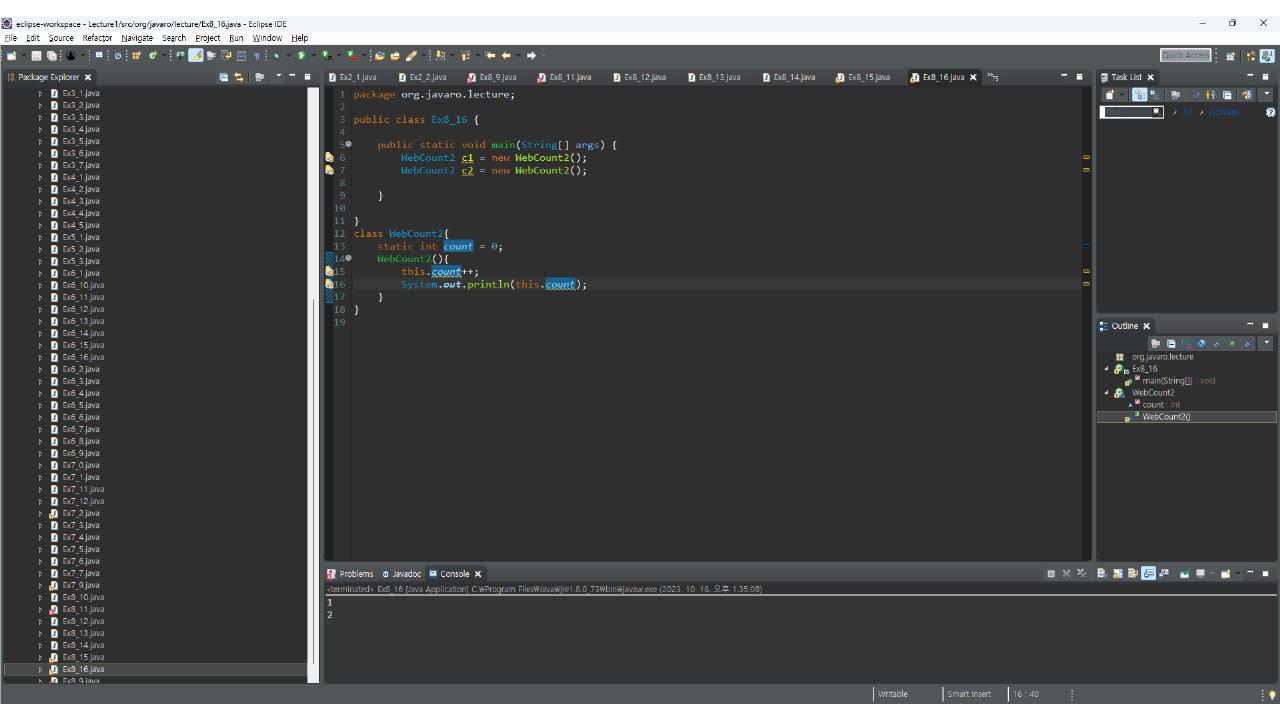 eclipse-workspace - Lecture1/src/org/javaro/lecture/Ex8_16.java - Eclipse IDE
File Edit Source Refactor Navigate Search Project Run Window Help
Quick Access
Package Explorer
Ex3_1.java
Ex3_2.java
Ex3_3.java
Ex3_4.java
Ex3_5.java
Ex3_6.java
Ex3_7.java
Ex4_1.java
Ex4_2.java
Ex4_3.java
Ex4_4.java
Ex4_5.java
Ex5_1.java
Ex5_2.java
Ex5_3.java
Ex6_1.java
Ex6_10.java
Ex6_11.java
Ex6_12.java
Ex6_13.java
Ex6_14.java
Ex6_15.java
Ex6_16.java
Ex6_2.java
Ex6_3.java
Ex6_4.java
Ex6_5.java
Ex6_6.java
Ex6_7.java
Ex6_8.java
Ex6_9.java
Ex7_0.java
Ex7_1.java
Ex7_11.java
Ex7_12.java
Ex7_2.java
Ex7_3.java
Ex7_4.java
Ex7_5.java
Ex7_6.java
Ex7_7.java
Ex7_9.java
Ex8_10.java
Ex8_11.java
Ex8_12.java
Ex8_13.java
Ex8_14.java
Ex8_15.java
Ex8_16.java
Ex8_9.java
Ex2_1.java Ex2_2.java Ex8_9.java Ex8_11.java Ex8_12.java Ex8_13.java Ex8_14.java Ex8_15.java Ex8_16.java »75
1 package org.javaro.lecture;
2
3 public class Ex8_16 {
4
5 public static void main(String[] args) {
6 WebCount2 c1 = new WebCount2();
7 WebCount2 c2 = new WebCount2();
8
9 }
10
11 }
12 class WebCount2{
13 static int count = 0;
14 WebCount2(){
15 this.count++;
16 System.out.println(this.count);
17 }
18 }
19
Task List
All Activate...
Outline
org.javaro.lecture
Ex8_16
main(String[]) : void
WebCount2
count : int
WebCount2()
Problems Javadoc Console
<terminated> Ex8_16 [Java Application] C:₩Program Files₩Java₩jre1.8.0_73₩bin₩javaw.exe (2023. 10. 18. 오후 1:35:08)
1
2
Writable Smart Insert 16 : 40